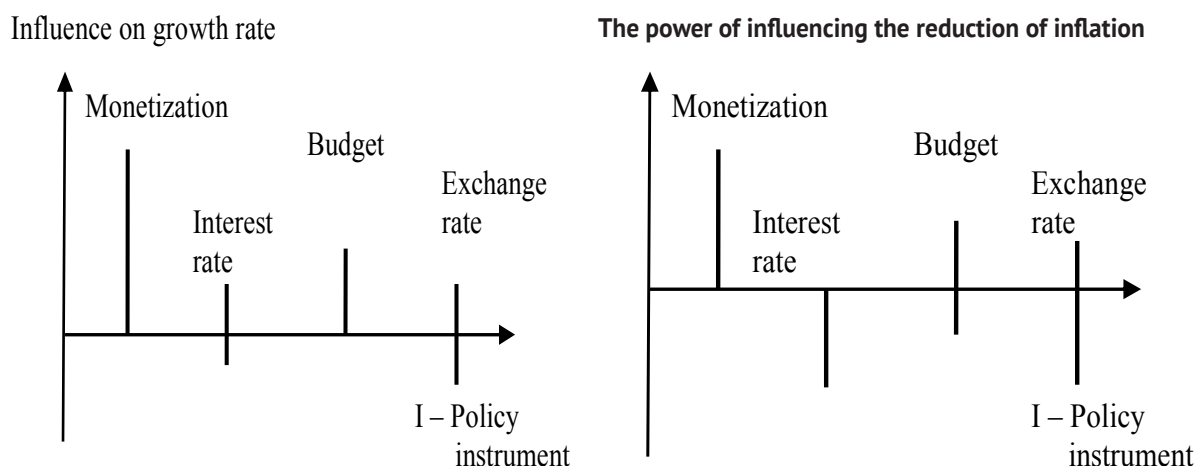 Influence on growth rate
Monetization
Budget
Exchange
rate
Interest
rate
I – Policy
instrument
The power of influencing the reduction of inflation
Monetization
Budget
Exchange
rate
Interest
rate
I – Policy
instrument